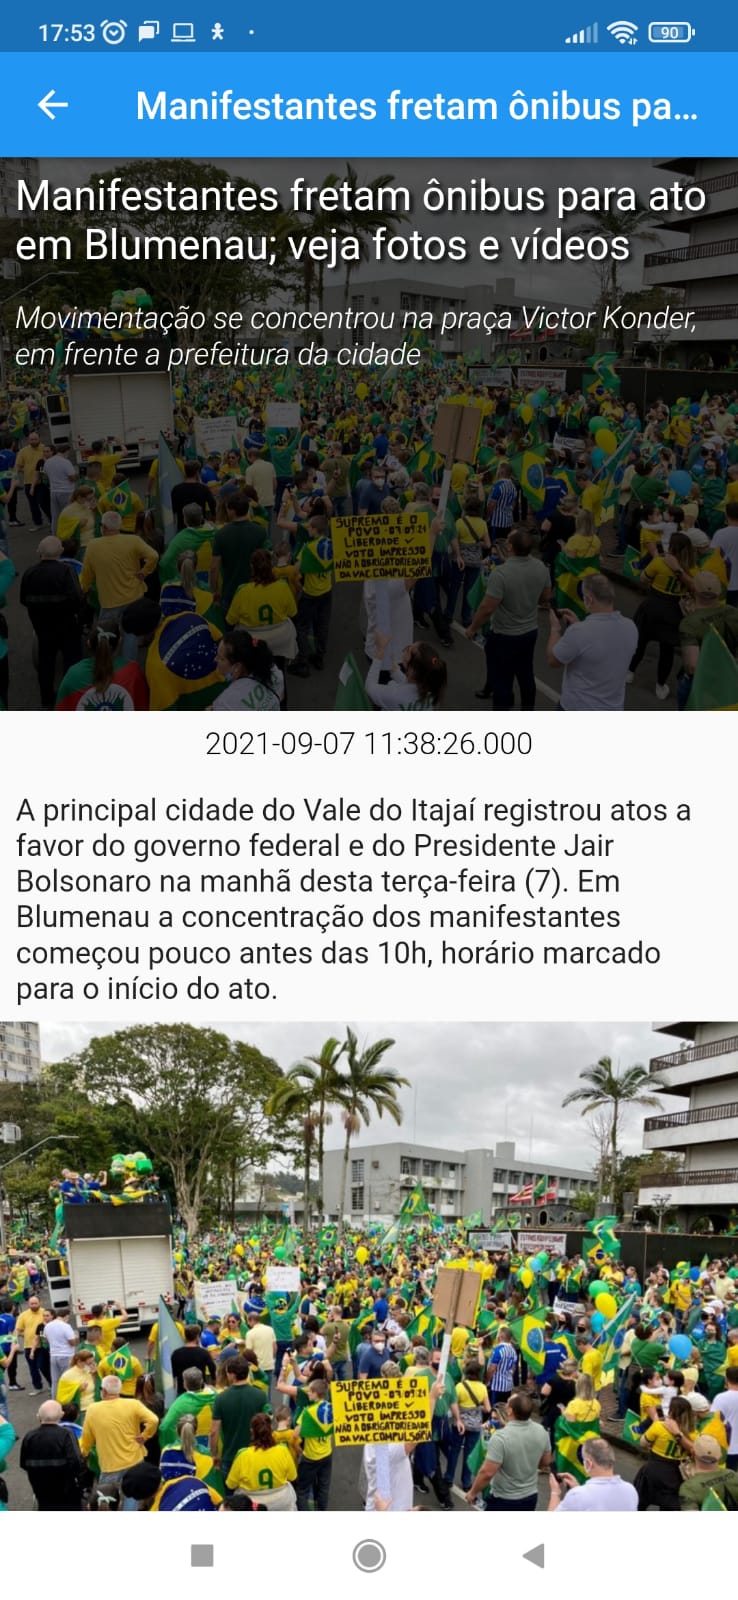 17:53
90
Manifestantes fretam ônibus pa...
Manifestantes fretam ônibus para ato
em Blumenau; veja fotos e vídeos
Movimentação se concentrou na praça Victor Konder,
em frente a prefeitura da cidade
SUPREMO É O
POVO -07.09.21
LIBERDADE ✓
VOTO IMPRESSO
NÃO A OBRIGATORIEDADE
DA VAC. COMPULSÓRIA
9
2021-09-07 11:38:26.000
A principal cidade do Vale do Itajaí registrou atos a
favor do governo federal e do Presidente Jair
Bolsonaro na manhã desta terça-feira (7). Em
Blumenau a concentração dos manifestantes
começou pouco antes das 10h, horário marcado
para o início do ato.
SUPREMO É O
POVO -07.09.21
LIBERDADE ✓
VOTO IMPRESSO
NÃO A OBRIGATORIEDADE
DA VAC. COMPULSÓRIA
9